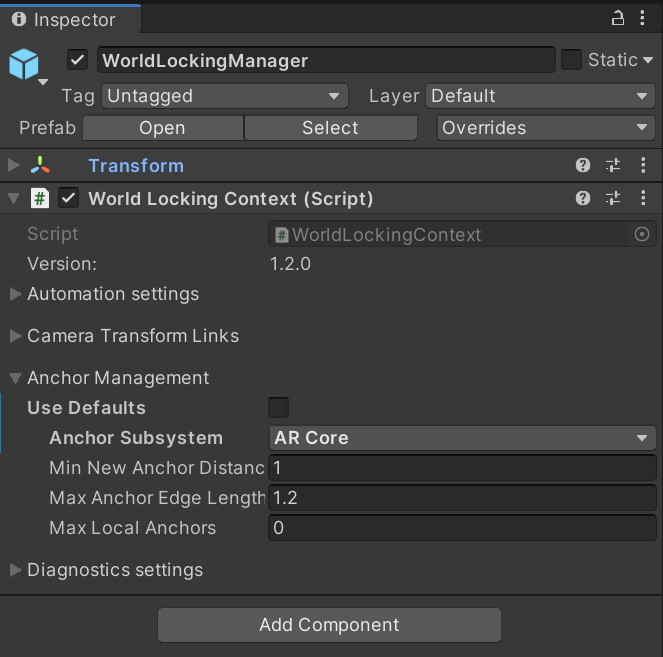 Inspector
WorldLockingManager
Static
Tag Untagged Layer Default
Prefab Open Select Overrides
Transform
# World Locking Context (Script)
Script # WorldLockingContext
Version: 1.2.0
Automation settings
Camera Transform Links
Anchor Management
Use Defaults
Anchor Subsystem AR Core
Min New Anchor Distanc 1
Max Anchor Edge Length 1.2
Max Local Anchors 0
Diagnostics settings
Add Component